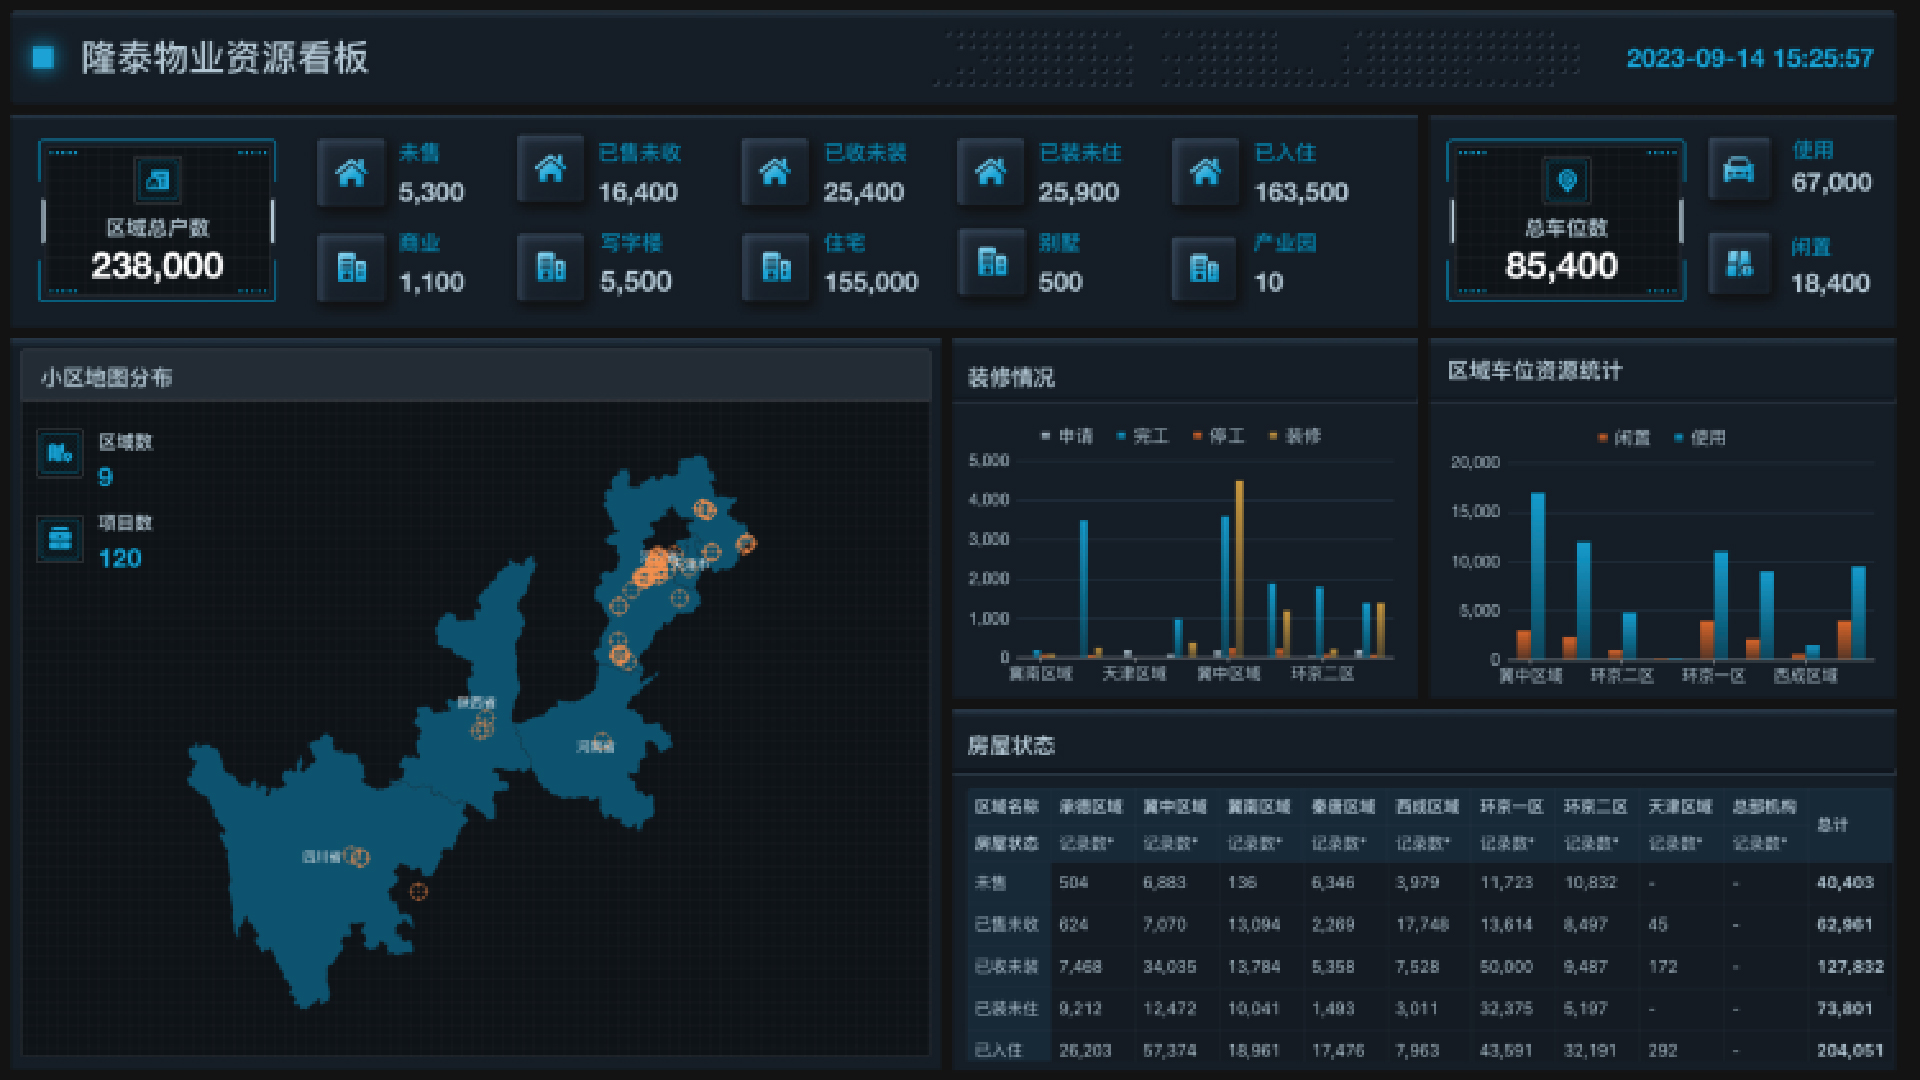 隆泰物业资源看板
2023-09-14 15:25:57
区域总户数
238,000
未售
5,300
已售未收
16,400
已收未装
25,400
已装未住
25,900
已入住
163,500
商业
1,100
写字楼
5,500
住宅
155,000
别墅
500
产业园
10
总车位数
85,400
使用
67,000
闲置
18,400
小区地图分布
区域数
9
项目数
120
天津市
陕西省
河南省
四川省
装修情况
申请 完工 停工 装修
5,000
4,000
3,000
2,000
1,000
0
冀南区域 天津区域 冀中区域 环京二区
区域车位资源统计
闲置 使用
20,000
15,000
10,000
5,000
0
冀中区域 环京二区 环京一区 西成区域
房屋状态
区域名称 承德区域 冀中区域 冀南区域 秦唐区域 西成区域 环京一区 环京二区 天津区域 总部机构 总计
房屋状态 记录数* 记录数* 记录数* 记录数* 记录数* 记录数* 记录数* 记录数* 记录数*
未售 504 6,883 136 6,346 3,979 11,723 10,832 - - 40,403
已售未收 624 7,070 13,094 2,269 17,748 13,614 8,497 45 - 62,961
已收未装 7,468 34,035 13,784 5,358 7,528 50,000 9,487 172 - 127,832
已装未住 9,212 12,472 10,041 1,493 3,011 32,375 5,197 - - 73,801
已入住 26,203 57,374 18,961 17,476 7,963 43,591 32,191 292 - 204,051